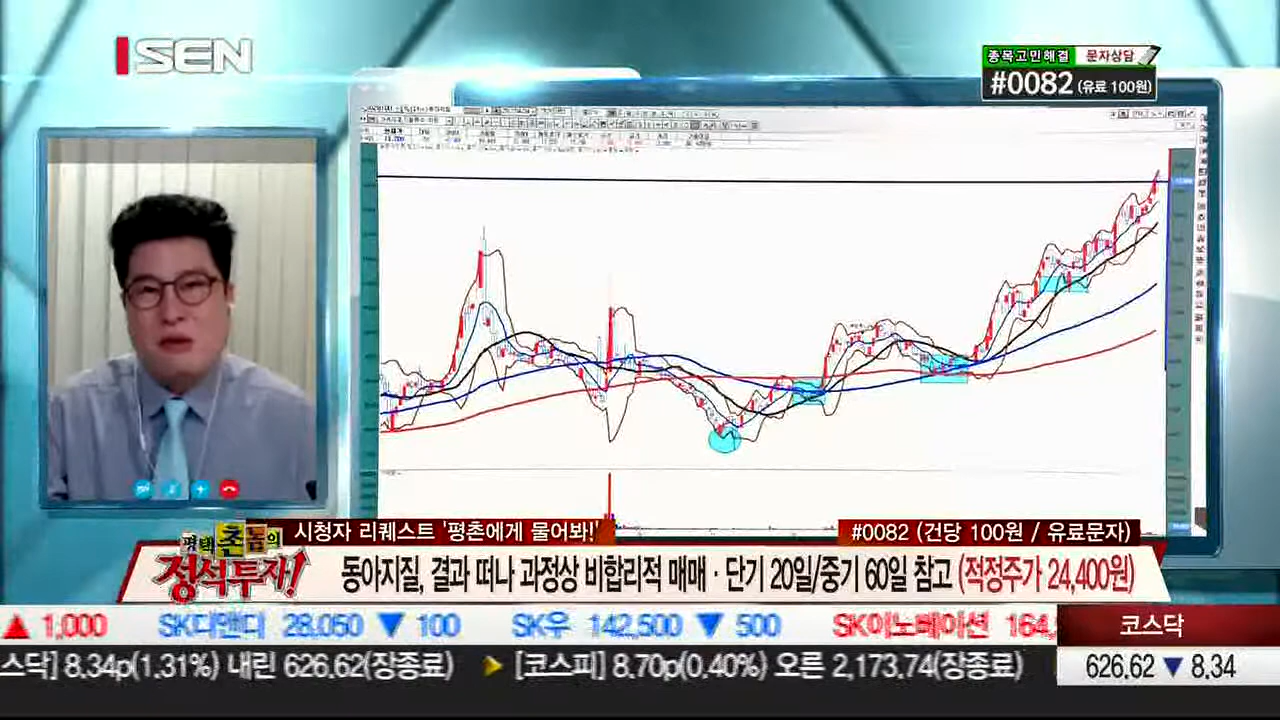 SEN
종목고민해결 문자상담
#0082 (유료 100원)
시청자 리퀘스트 '평촌에게 물어봐!'
#0082 (건당 100원 / 유료문자)
평택촌놈의
정석투자!
동아지질, 결과 떠나 과정상 비합리적 매매 · 단기 20일/중기 60일 참고 (적정주가 24,400원)
▲ 1,000 SK디앤디 28,050 ▼ 100 SK우 142,500 ▼ 500 SK이노베이션 164,
코스닥
스닥] 8.34p(1.31%) 내린 626.62(장종료) ▶ [코스피] 8.70p(0.40%) 오른 2,173.74(장종료)
626.62 ▼ 8.34